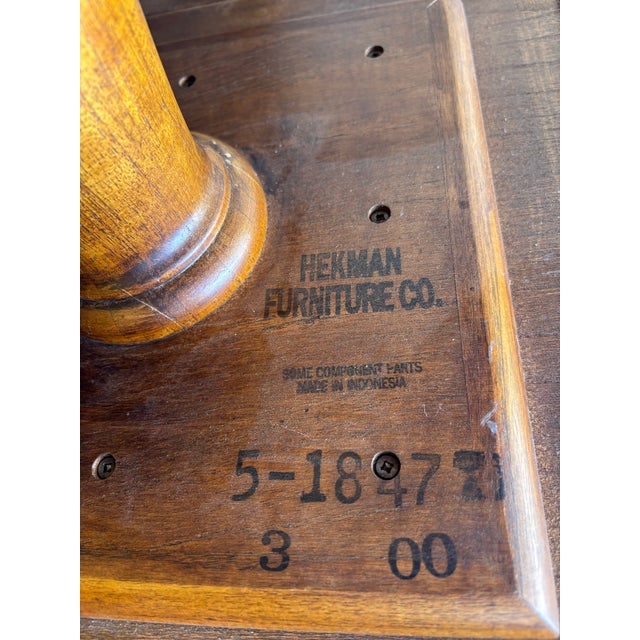 HEKMAN
FURNITURE CO.
SOME COMPONENT PARTS
MADE IN INDONESIA
5-1847
3 00